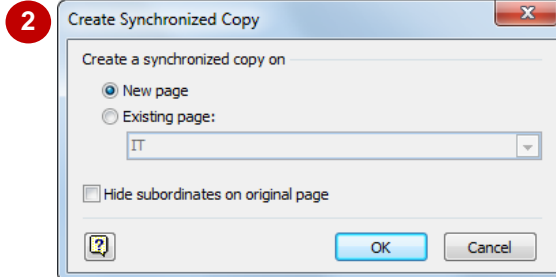 2
Create Synchronized Copy
Create a synchronized copy on
New page
Existing page:
IT
Hide subordinates on original page
OK Cancel